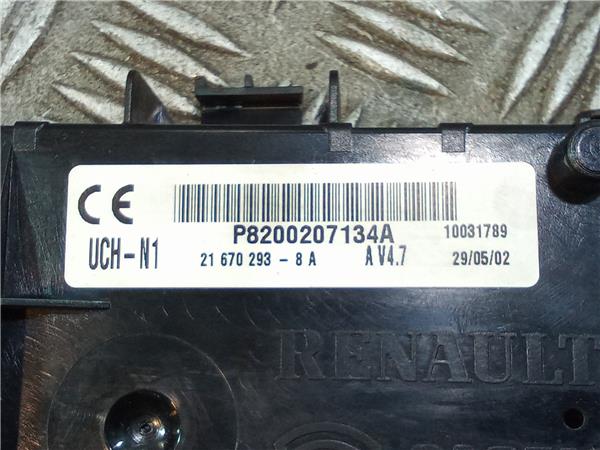 CE
P8200207134A 10031789
UCH-N1 21 670 293 - 8 A A V4.7 29/05/02
RENAULT